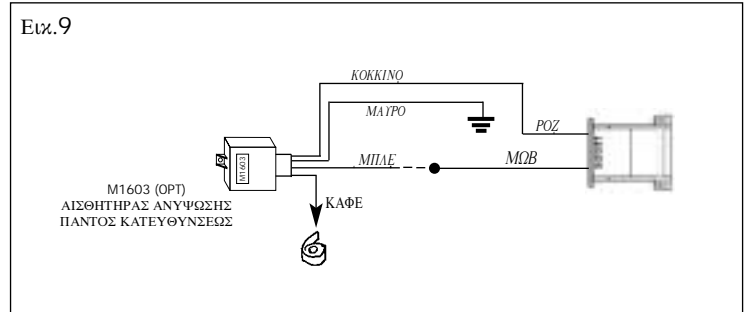 Εικ.9
ΚΟΚΚΙΝΟ
ΜΑΥΡΟ
ΡΟΖ
ΜΠΛΕ
ΜΩΒ
M1603
M1603 (OPT)
ΑΙΣΘΗΤΗΡΑΣ ΑΝΥΨΩΣΗΣ
ΠΑΝΤΟΣ ΚΑΤΕΥΘΥΝΣΕΩΣ
ΚΑΦΕ